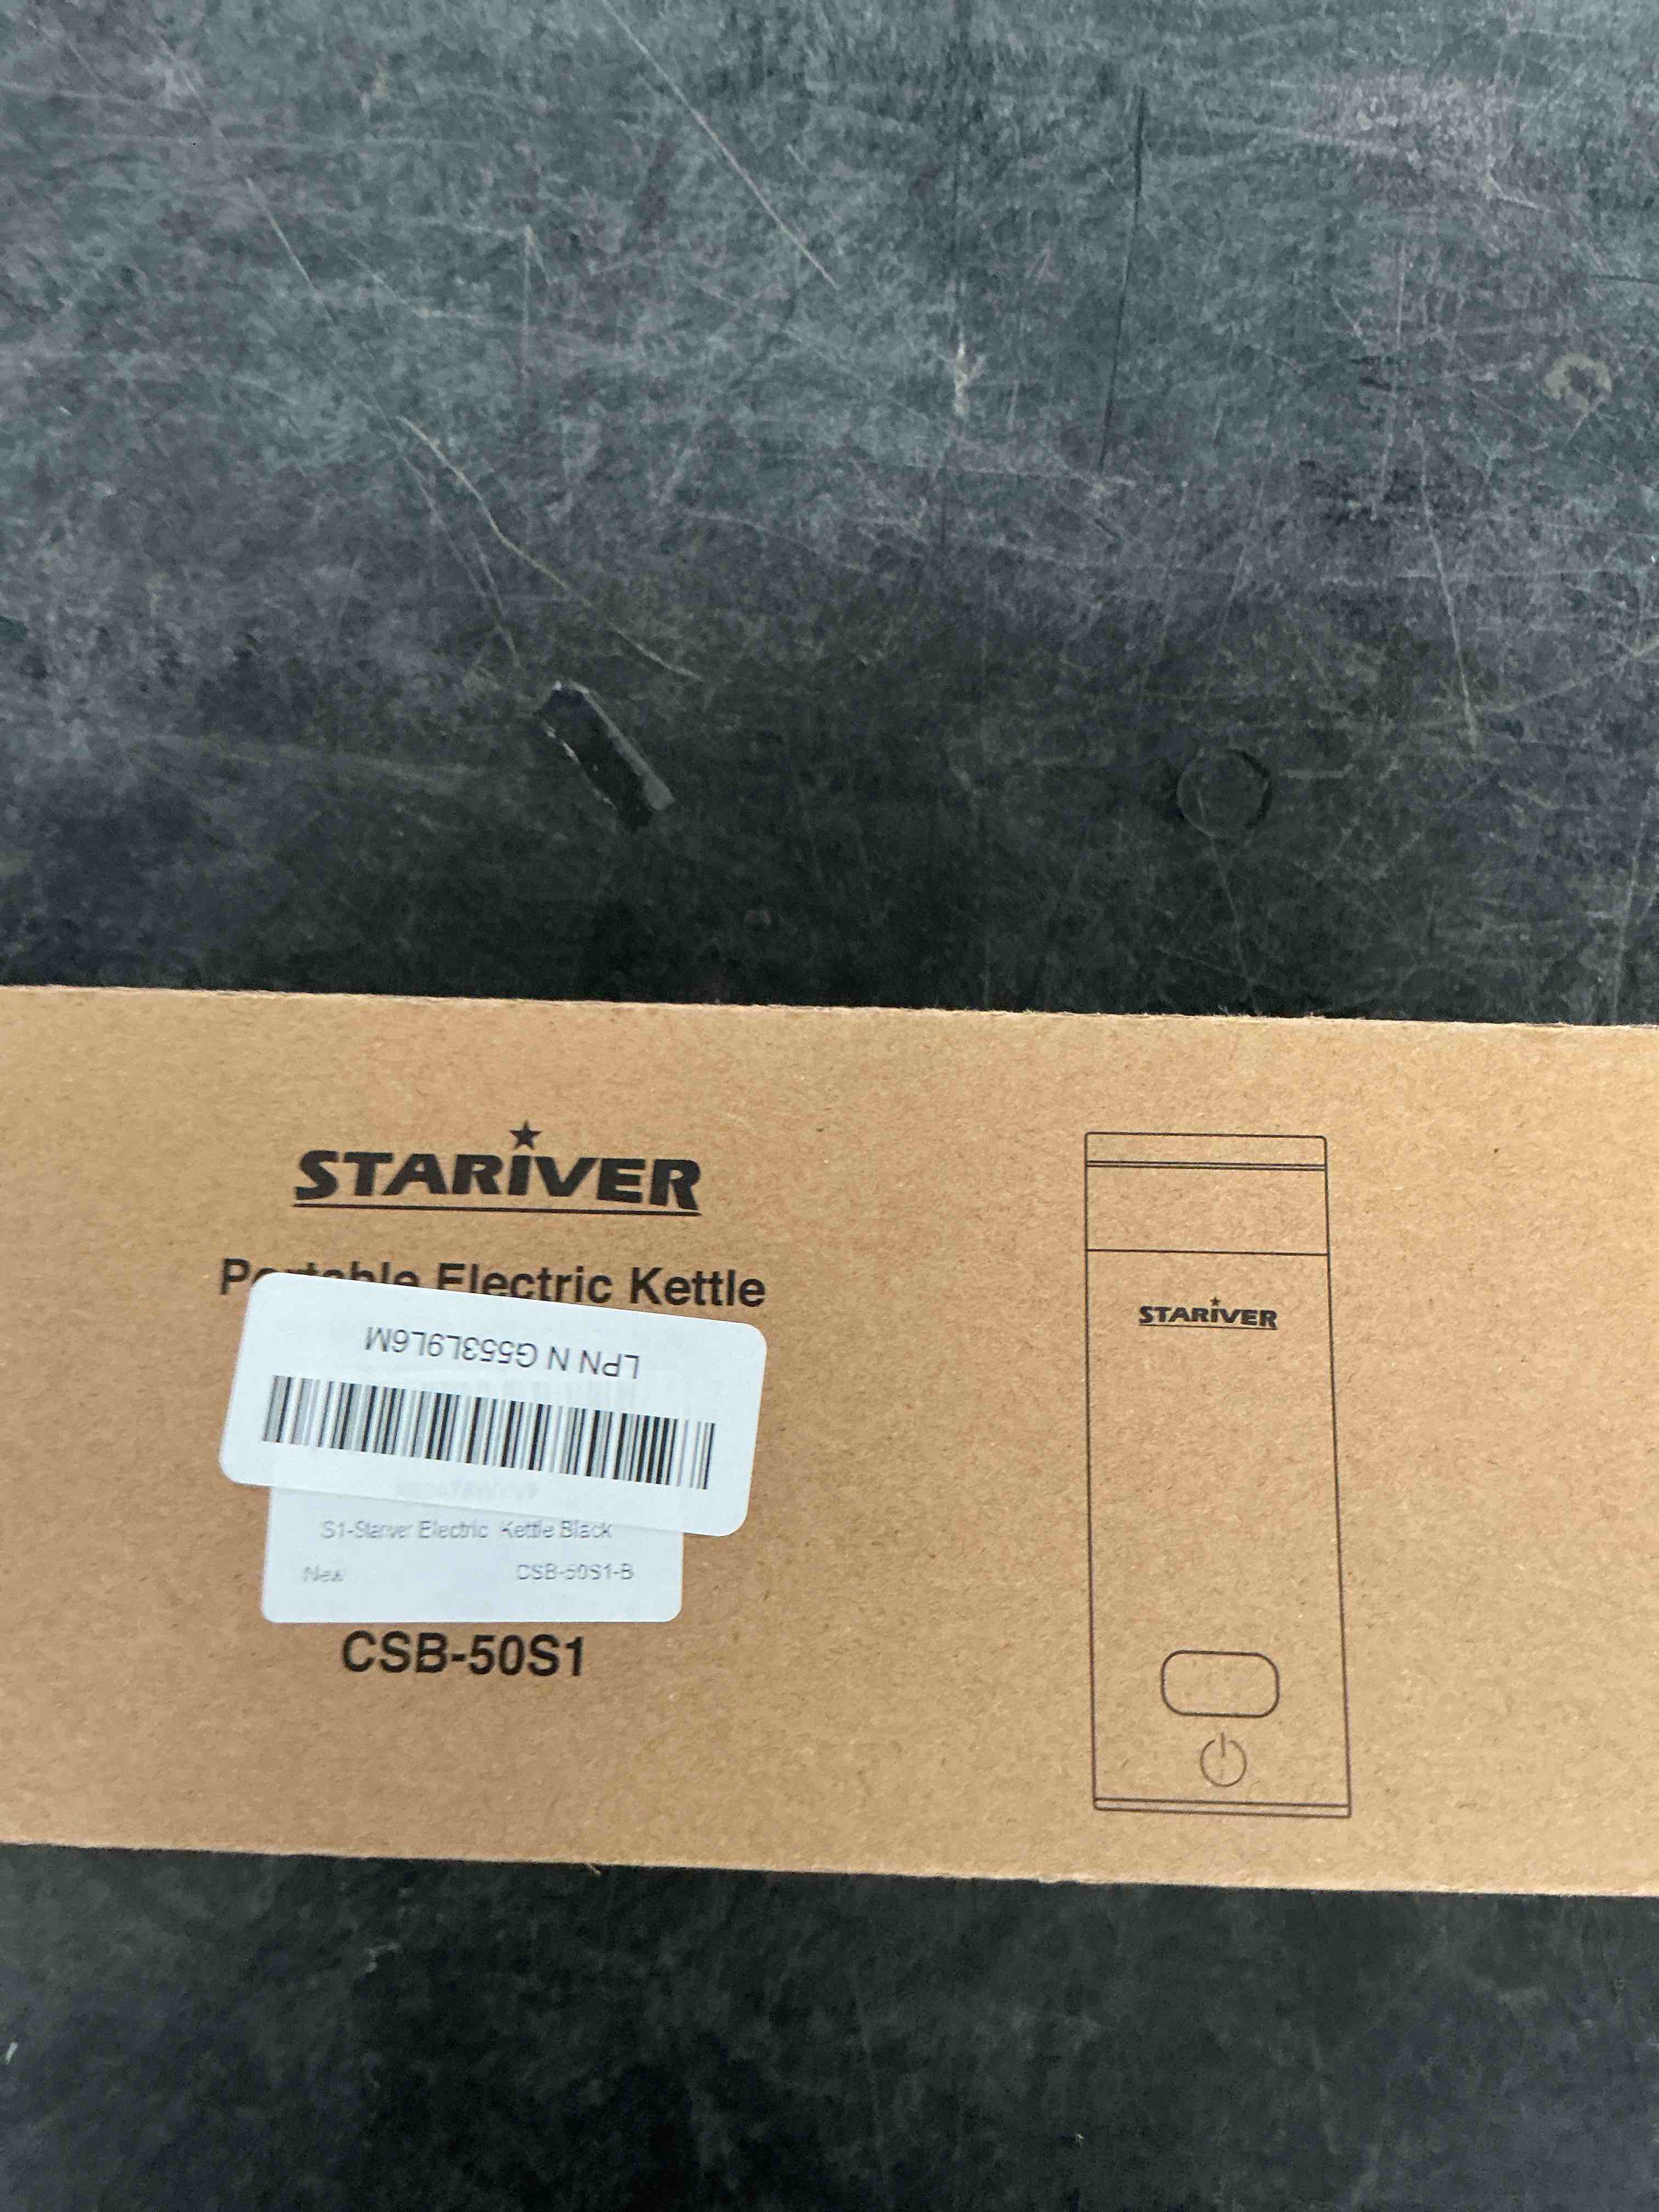 STARiVER
Portable Electric Kettle
LPN N G553L9L6M
S1-Stariver Electric Kettle Black
New CSB-50S1-B
CSB-50S1
STARiVER